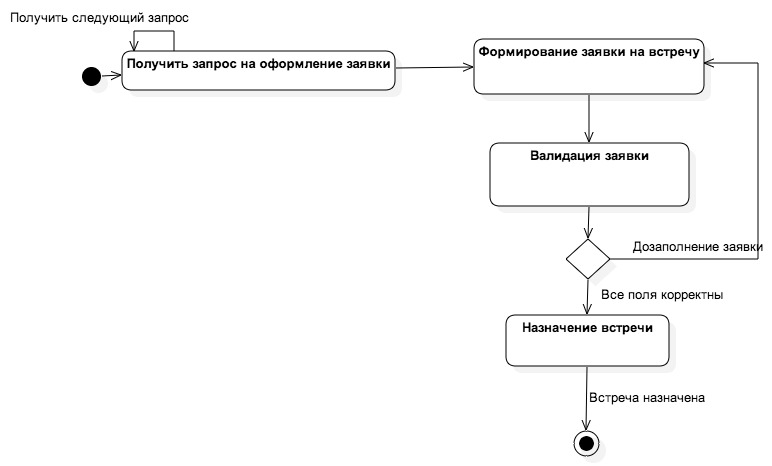 Получить следующий запрос
Получить запрос на оформление заявки
Формирование заявки на встречу
Валидация заявки
Дозаполнение заявки
Все поля корректны
Назначение встречи
Встреча назначена